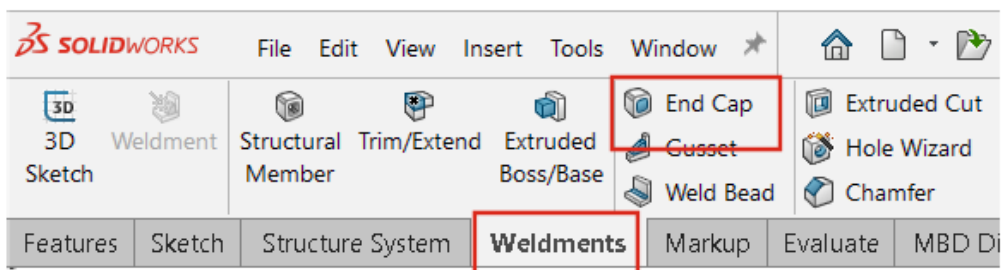 SOLIDWORKS File Edit View Insert Tools Window
3D Sketch
Weldment
Structural Member
Trim/Extend
Extruded Boss/Base
End Cap
Gusset
Weld Bead
Extruded Cut
Hole Wizard
Chamfer
Features Sketch Structure System Weldments Markup Evaluate MBD Di